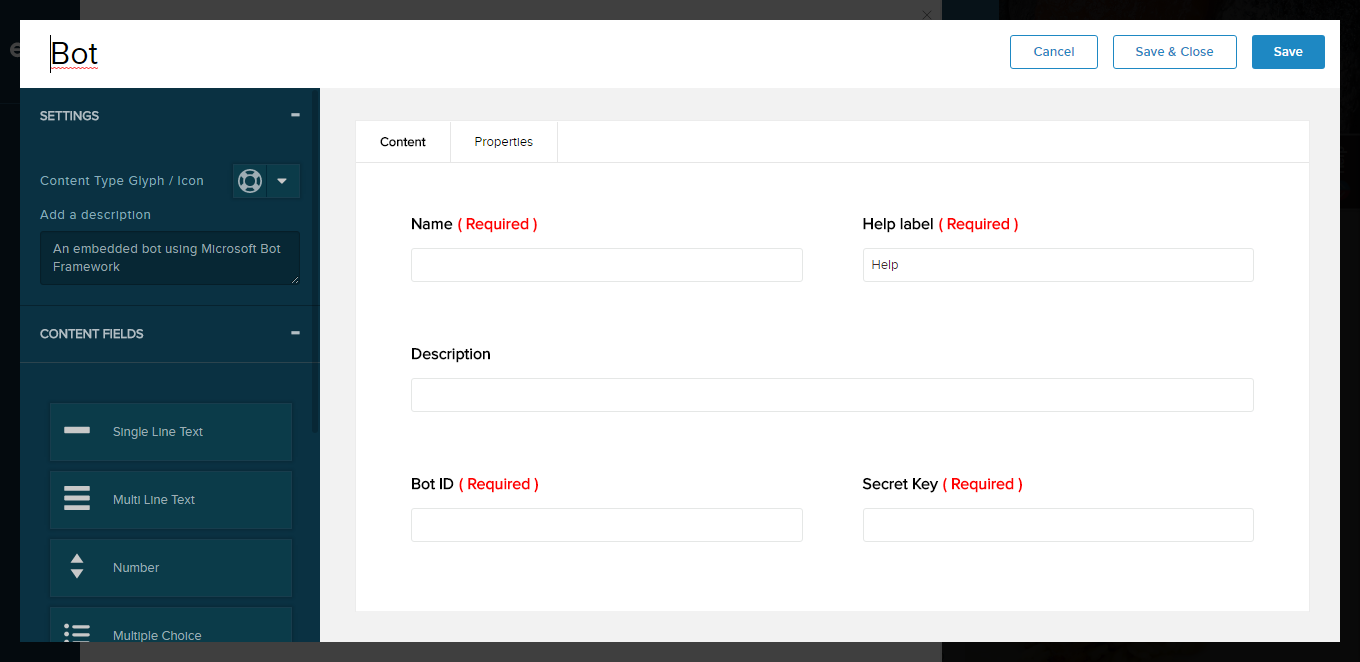 Bot
Cancel
Save & Close
Save
SETTINGS
Content Type Glyph / Icon
Add a description
An embedded bot using Microsoft Bot
Framework
CONTENT FIELDS
Single Line Text
Multi Line Text
Number
Multiple Choice
Content
Properties
Name ( Required )
Help label ( Required )
Help
Description
Bot ID ( Required )
Secret Key ( Required )